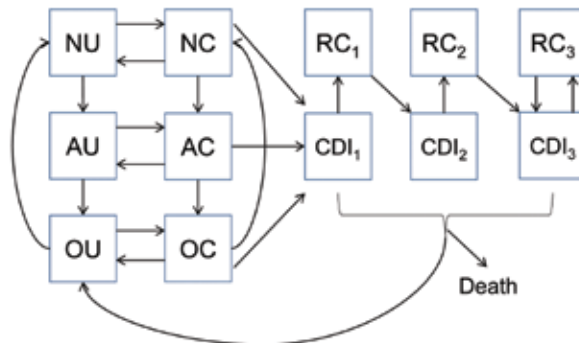 NU NC RC₁ RC₂ RC₃
AU AC CDI₁ CDI₂ CDI₃
OU OC
Death